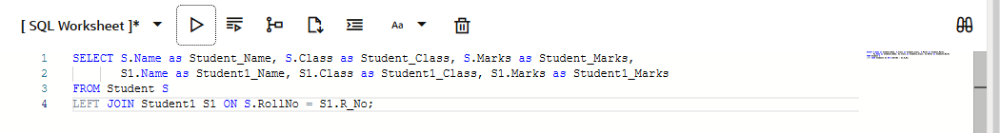 [ SQL Worksheet ]*
Aa
1 SELECT S.Name as Student_Name, S.Class as Student_Class, S.Marks as Student_Marks,
2 S1.Name as Student1_Name, S1.Class as Student1_Class, S1.Marks as Student1_Marks
3 FROM Student S
4 LEFT JOIN Student1 S1 ON S.RollNo = S1.R_No;